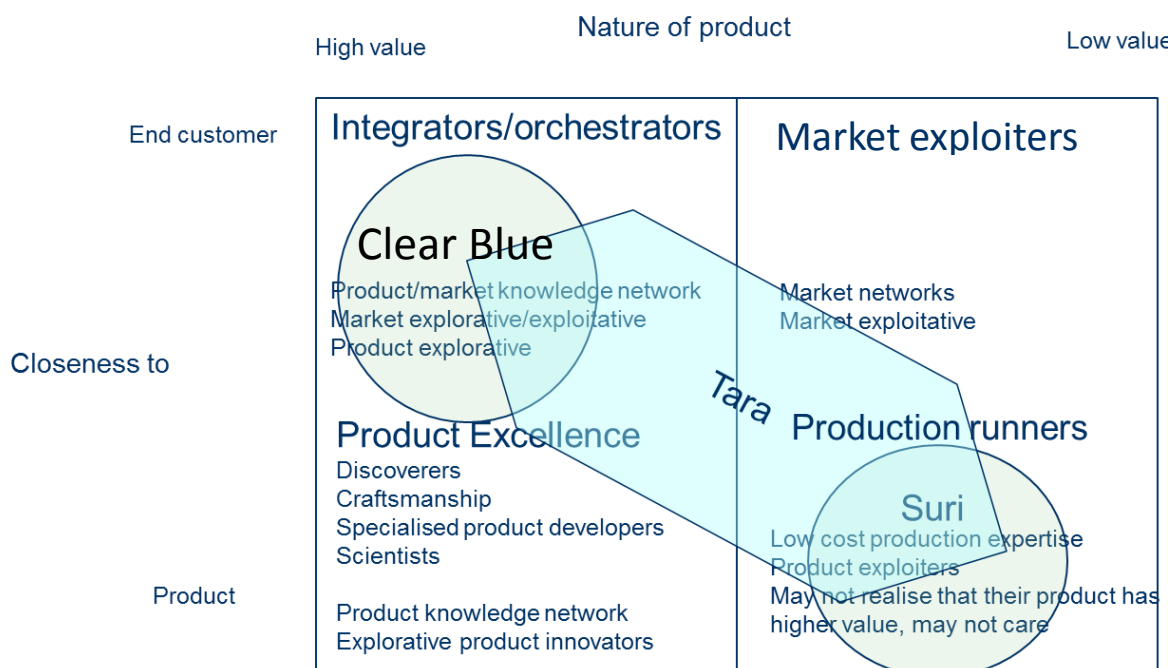 Nature of product
High value
Low value
End customer
Integrators/orchestrators
Market exploiters
Clear Blue
Product/market knowledge network
Market explorative/exploitative
Product explorative
Market networks
Market exploitative
Closeness to
Tara
Product Excellence
Discoverers
Craftsmanship
Specialised product developers
Scientists
Production runners
Suri
Low cost production expertise
Product exploiters
May not realise that their product has
higher value, may not care
Product
Product knowledge network
Explorative product innovators